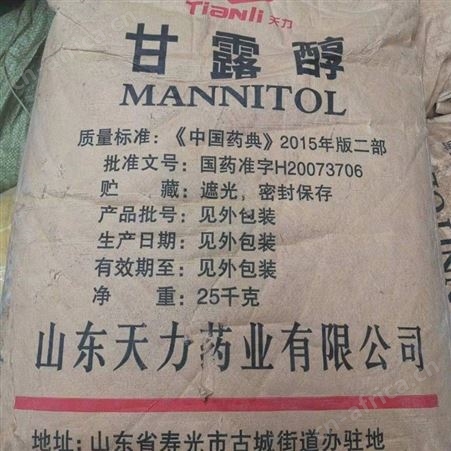 Tianli 天力
甘露醇
MANNITOL
质量标准：《中国药典》2015年版二部
批准文号：国药准字H20073706
贮 藏：遮光，密封保存
产品批号：见外包装
生产日期：见外包装
有效期至：见外包装
净 重：25千克
山东天力药业有限公司
地址：山东省寿光市古城街道办驻地